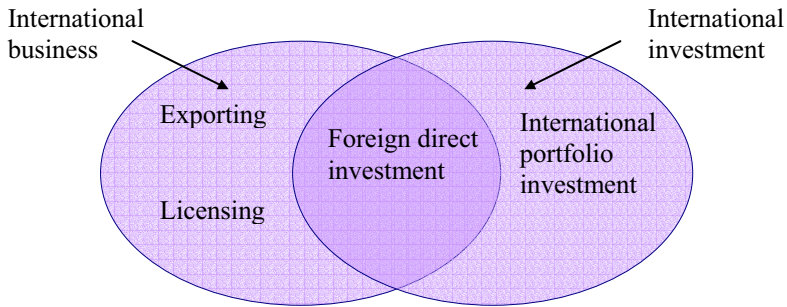 International
business
International
investment
Exporting
Licensing
Foreign direct
investment
International
portfolio
investment